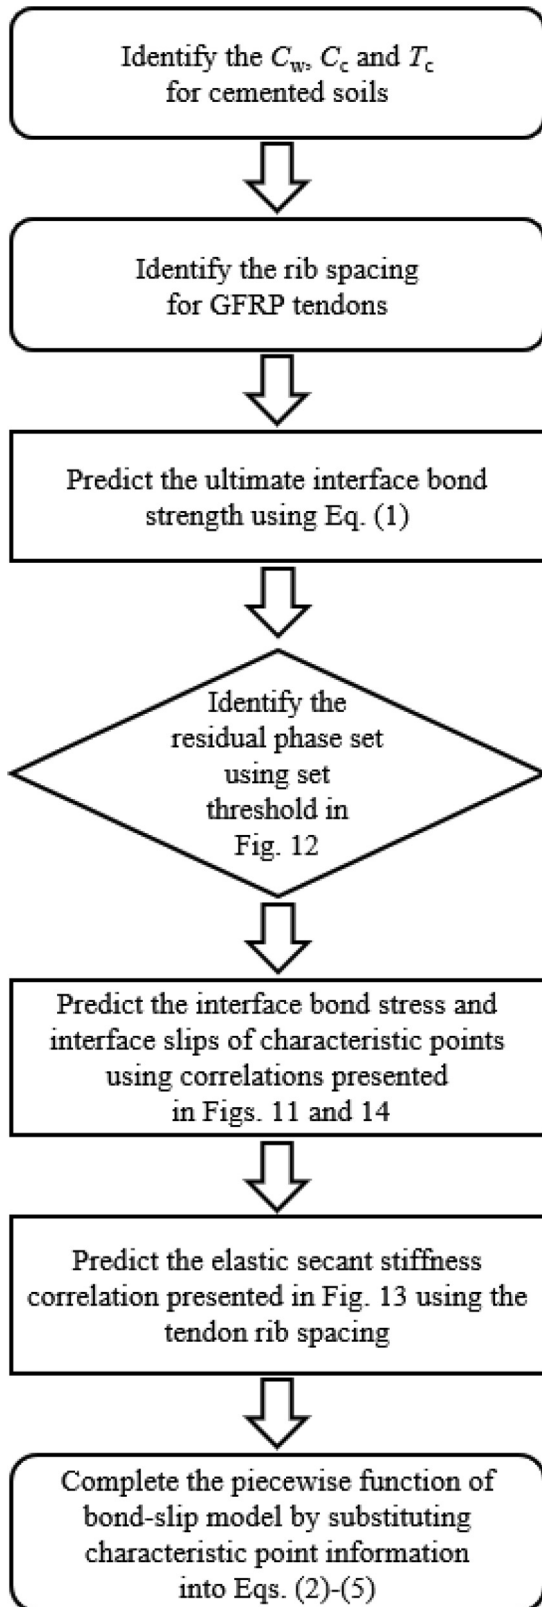 Identify the Cw, Cc and Tc
for cemented soils
Identify the rib spacing
for GFRP tendons
Predict the ultimate interface bond
strength using Eq. (1)
Identify the
residual phase set
using set
threshold in
Fig. 12
Predict the interface bond stress and
interface slips of characteristic points
using correlations presented
in Figs. 11 and 14
Predict the elastic secant stiffness
correlation presented in Fig. 13 using the
tendon rib spacing
Complete the piecewise function of
bond-slip model by substituting
characteristic point information
into Eqs. (2)-(5)